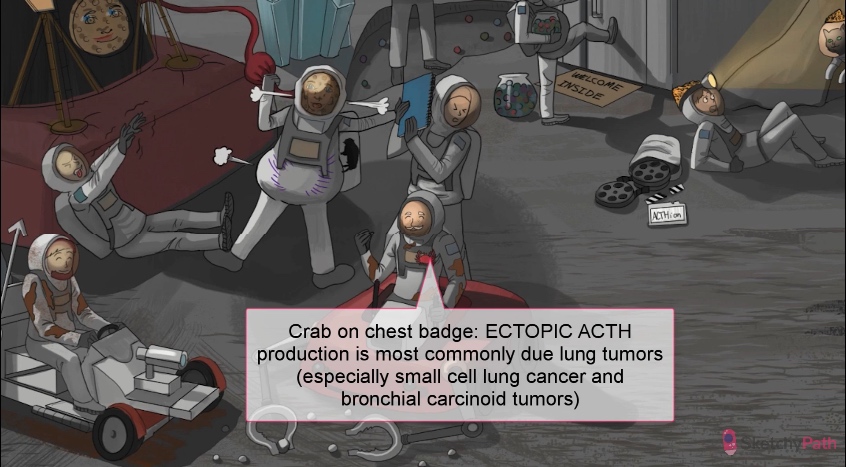 WELCOME
INSIDE
ACTHion
Crab on chest badge: ECTOPIC ACTH
production is most commonly due lung tumors
(especially small cell lung cancer and
bronchial carcinoid tumors)
SketchyPath